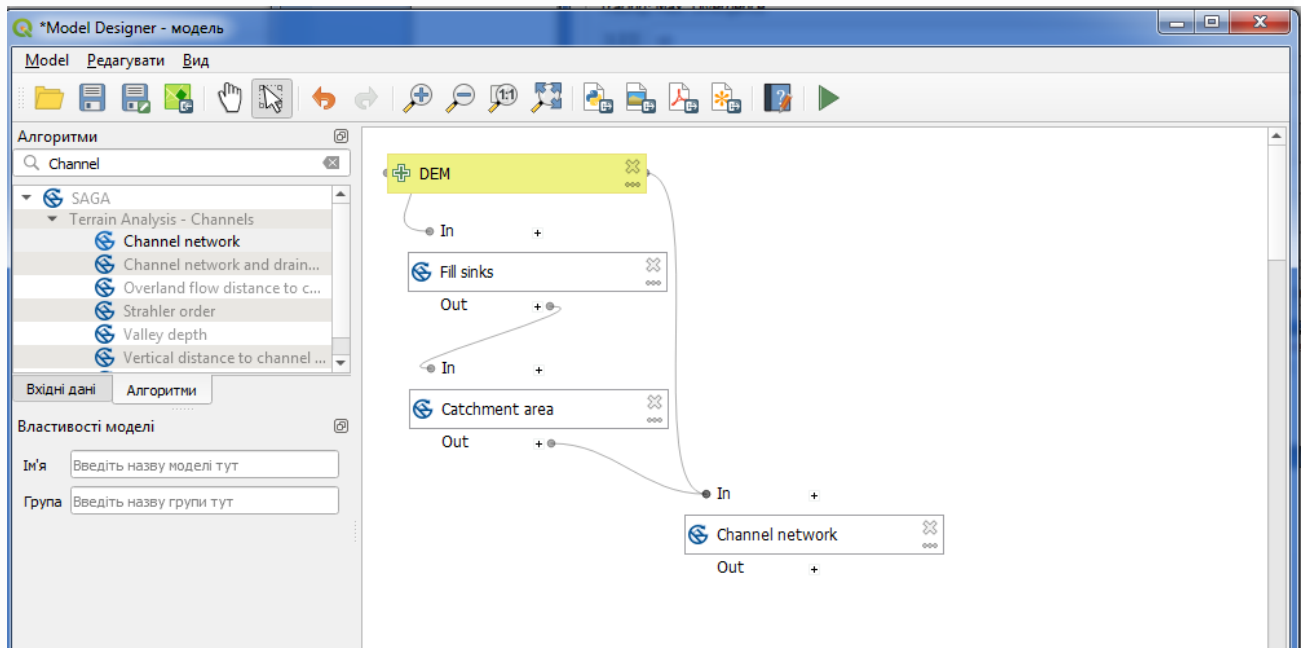 *Model Designer - модель
Model Редагувати Вид
1:1
Алгоритми
Channel
SAGA
Terrain Analysis - Channels
Channel network
Channel network and drain...
Overland flow distance to c...
Strahler order
Valley depth
Vertical distance to channel ...
Вхідні дані Алгоритми
Властивості моделі
Ім'я Введіть назву моделі тут
Група Введіть назву групи тут
DEM
In +
Fill sinks
Out +
In +
Catchment area
Out +
In +
Channel network
Out +